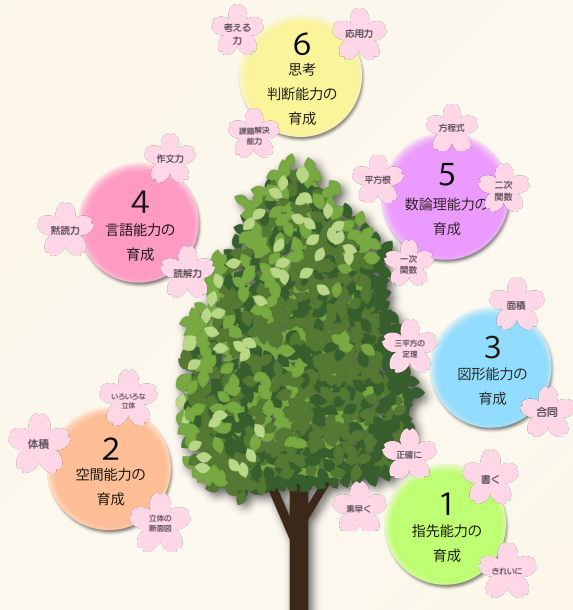 考える
力
応用力
6
思考
判断能力の
育成
課題解決
能力
方程式
平方根
5
二次
関数
数論理能力の
育成
一次
関数
作文力
4
黙読力
言語能力の
育成
読解力
面積
三平方の
定理
3
図形能力の
育成
合同
いろいろな
立体
体積
2
空間能力の
育成
立体の
断面図
正確に
書く
素早く
1
指先能力の
育成
きれいに